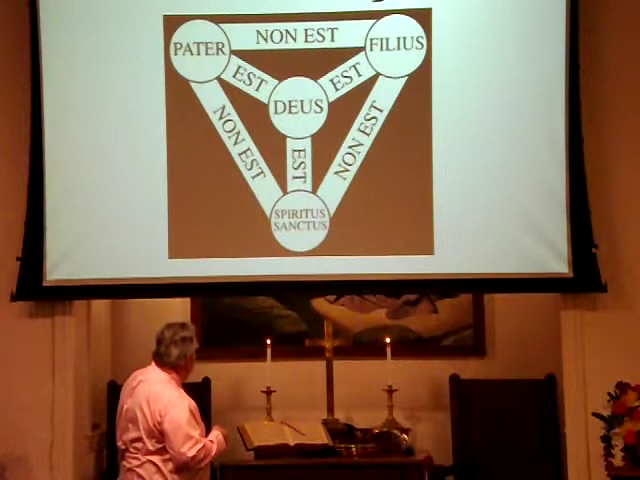 PATER
NON EST
FILIUS
EST
EST
DEUS
NON EST
EST
NON EST
SPIRITUS
SANCTUS